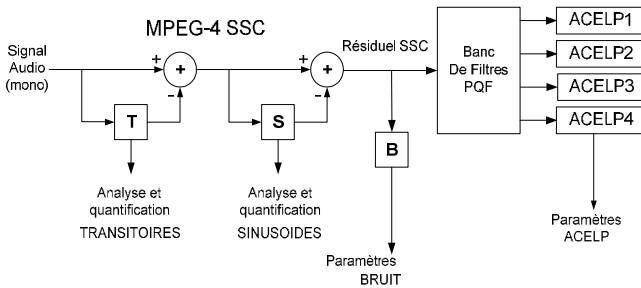 MPEG-4 SSC
Signal
Audio
(mono)
+
+
-
T
Analyse et
quantification
TRANSITOIRES
+
+
-
S
Analyse et
quantification
SINUSOIDES
Résiduel SSC
B
Paramètres
BRUIT
Banc
De Filtres
PQF
ACELP1
ACELP2
ACELP3
ACELP4
Paramètres
ACELP